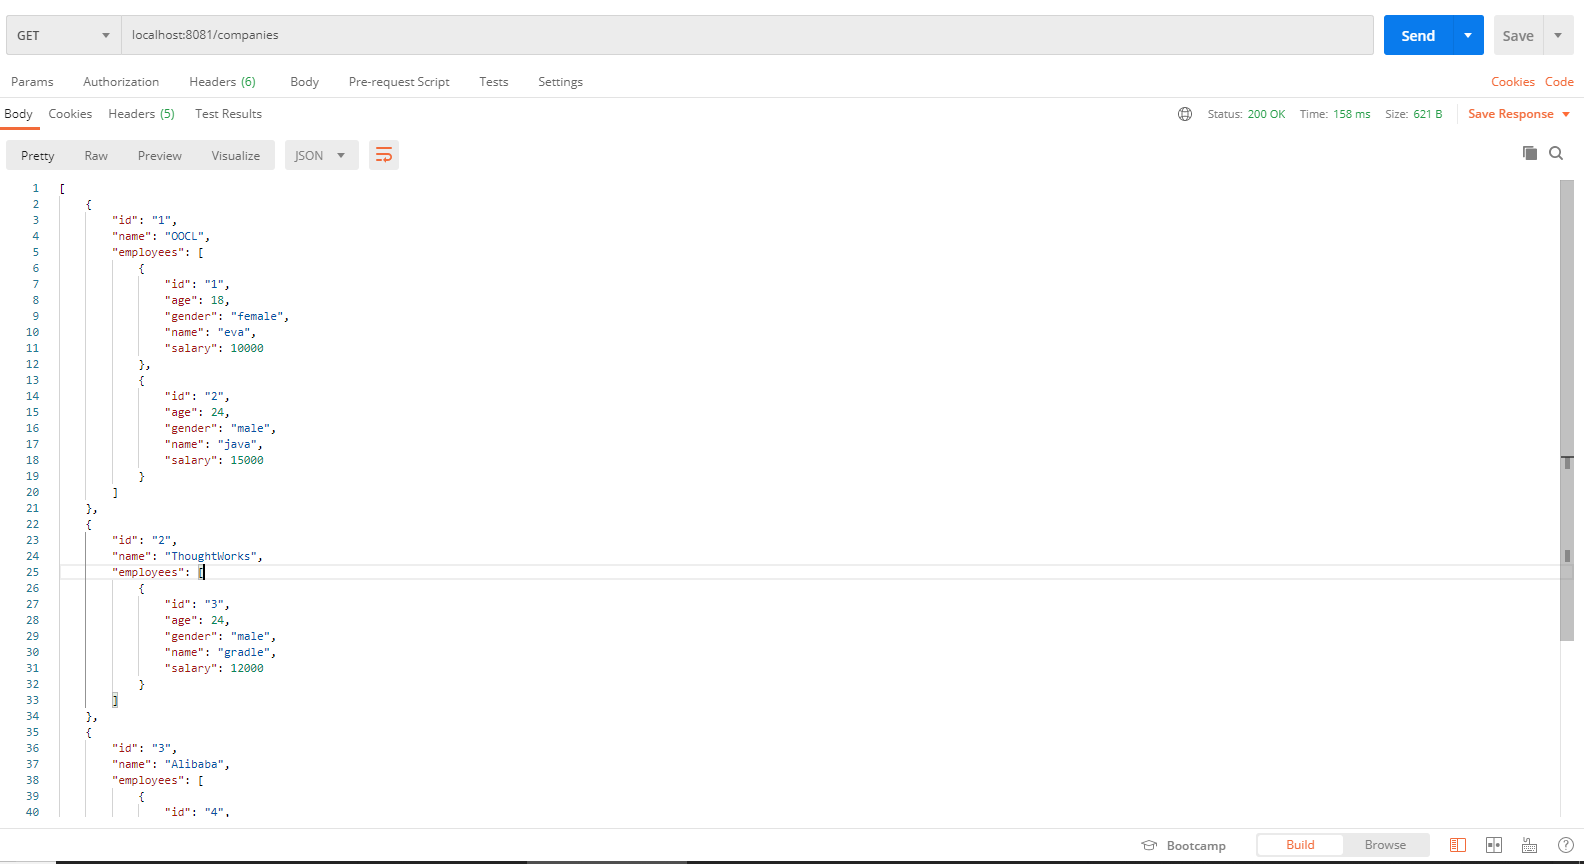 GET localhost:8081/companies Send Save
Params Authorization Headers (6) Body Pre-request Script Tests Settings Cookies Code
Body Cookies Headers (5) Test Results Status: 200 OK Time: 158 ms Size: 621 B Save Response
Pretty Raw Preview Visualize JSON
1 [
2 {
3 "id": "1",
4 "name": "OOCL",
5 "employees": [
6 {
7 "id": "1",
8 "age": 18,
9 "gender": "female",
10 "name": "eva",
11 "salary": 10000
12 },
13 {
14 "id": "2",
15 "age": 24,
16 "gender": "male",
17 "name": "java",
18 "salary": 15000
19 }
20 ]
21 },
22 {
23 "id": "2",
24 "name": "ThoughtWorks",
25 "employees": [
26 {
27 "id": "3",
28 "age": 24,
29 "gender": "male",
30 "name": "gradle",
31 "salary": 12000
32 }
33 ]
34 },
35 {
36 "id": "3",
37 "name": "Alibaba",
38 "employees": [
39 {
40 "id": "4",
Bootcamp Build Browse